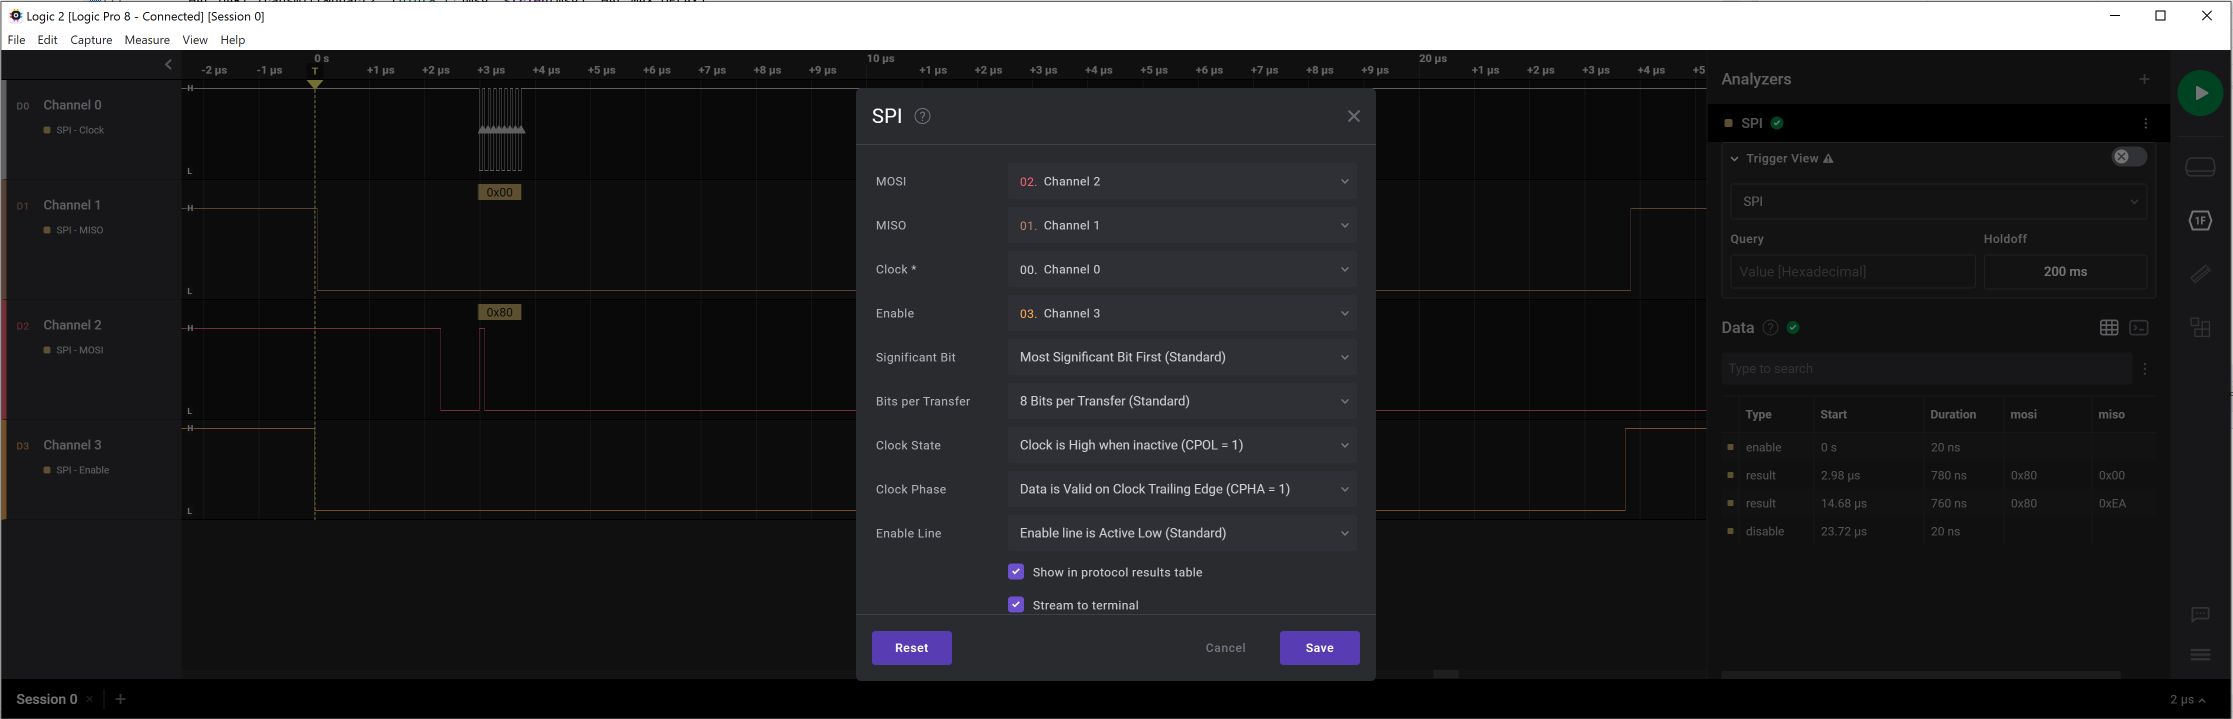 Logic 2 [Logic Pro 8 - Connected] [Session 0]
File Edit Capture Measure View Help
0 s 10 µs 20 µs
-2 µs -1 µs T +1 µs +2 µs +3 µs +4 µs +5 µs +6 µs +7 µs +8 µs +9 µs +1 µs +2 µs +3 µs +4 µs +5 µs +6 µs +7 µs +8 µs +9 µs +1 µs +2 µs +3 µs +4 µs +5
D0 Channel 0
SPI - Clock
H
L
D1 Channel 1
SPI - MISO
H
L
0x00
D2 Channel 2
SPI - MOSI
H
L
0x80
D3 Channel 3
SPI - Enable
H
L
SPI ?
MOSI 02. Channel 2
MISO 01. Channel 1
Clock * 00. Channel 0
Enable 03. Channel 3
Significant Bit Most Significant Bit First (Standard)
Bits per Transfer 8 Bits per Transfer (Standard)
Clock State Clock is High when inactive (CPOL = 1)
Clock Phase Data is Valid on Clock Trailing Edge (CPHA = 1)
Enable Line Enable line is Active Low (Standard)
Show in protocol results table
Stream to terminal
Reset Cancel Save
Analyzers +
SPI
Trigger View
SPI
Query Holdoff
Value [Hexadecimal] 200 ms
1F
Data ?
Type to search
Type Start Duration mosi miso
enable 0 s 20 ns
result 2.98 µs 780 ns 0x80 0x00
result 14.68 µs 760 ns 0x80 0xEA
disable 23.72 µs 20 ns
Session 0 × +
2 µs